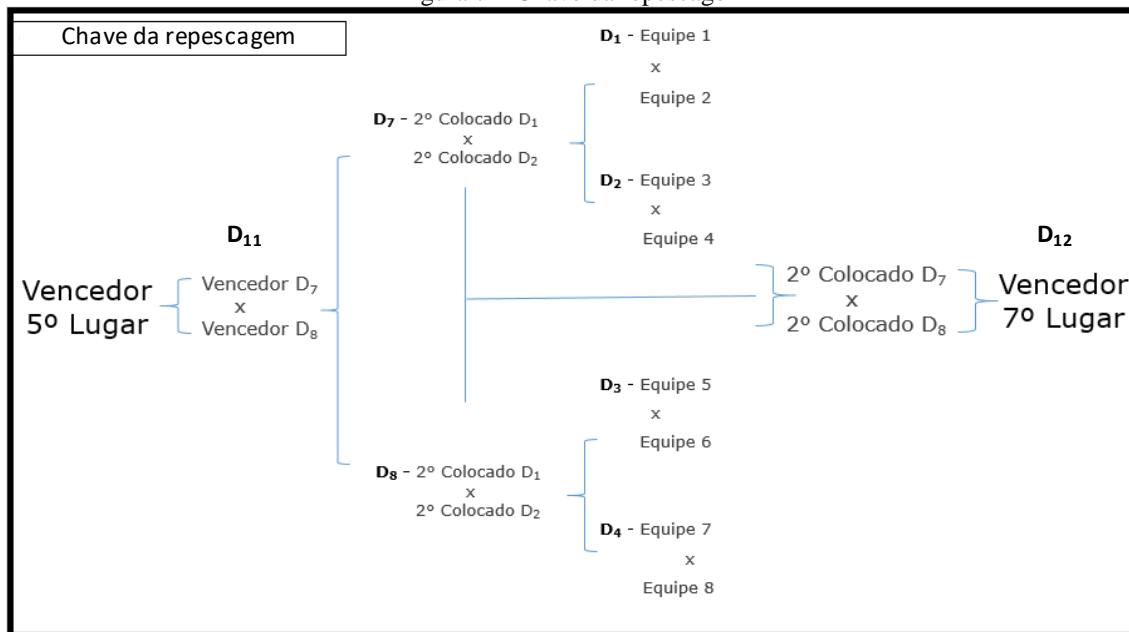 Chave da repescagem
D₁ - Equipe 1
x
Equipe 2
D₇ - 2º Colocado D₁
x
2º Colocado D₂
D₂ - Equipe 3
x
Equipe 4
D₁₁
D₁₂
Vencedor
5º Lugar
Vencedor D₇
x
Vencedor D₈
2º Colocado D₇
x
2º Colocado D₈
Vencedor
7º Lugar
D₃ - Equipe 5
x
Equipe 6
D₈ - 2º Colocado D₁
x
2º Colocado D₂
D₄ - Equipe 7
x
Equipe 8